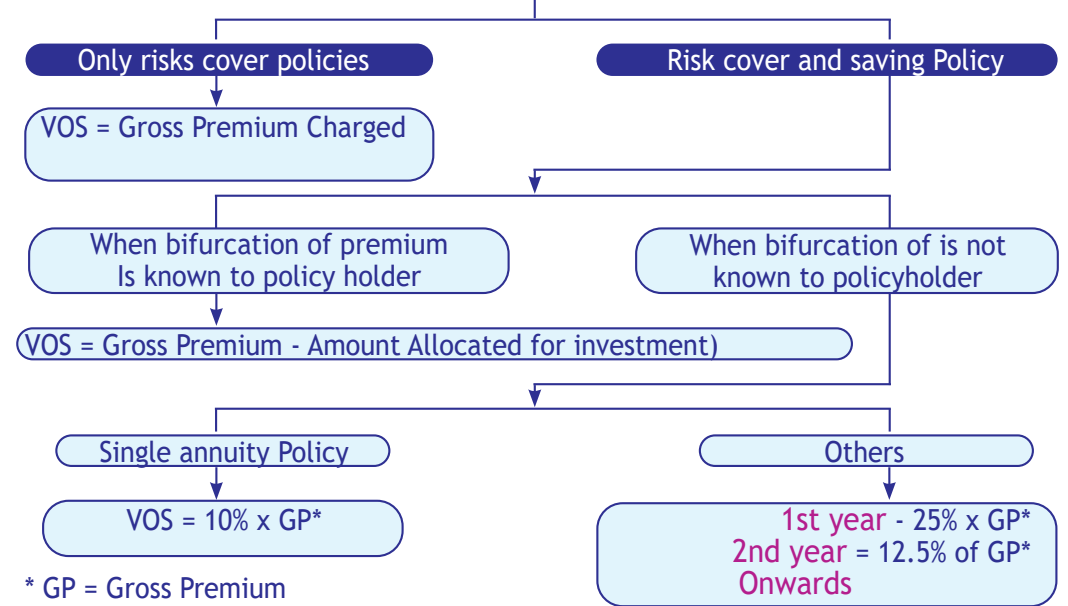 Only risks cover policies
Risk cover and saving Policy
VOS = Gross Premium Charged
When bifurcation of premium
Is known to policy holder
When bifurcation of is not
known to policyholder
VOS = Gross Premium - Amount Allocated for investment)
Single annuity Policy
Others
VOS = 10% x GP*
1st year - 25% x GP*
2nd year = 12.5% of GP*
Onwards
* GP = Gross Premium